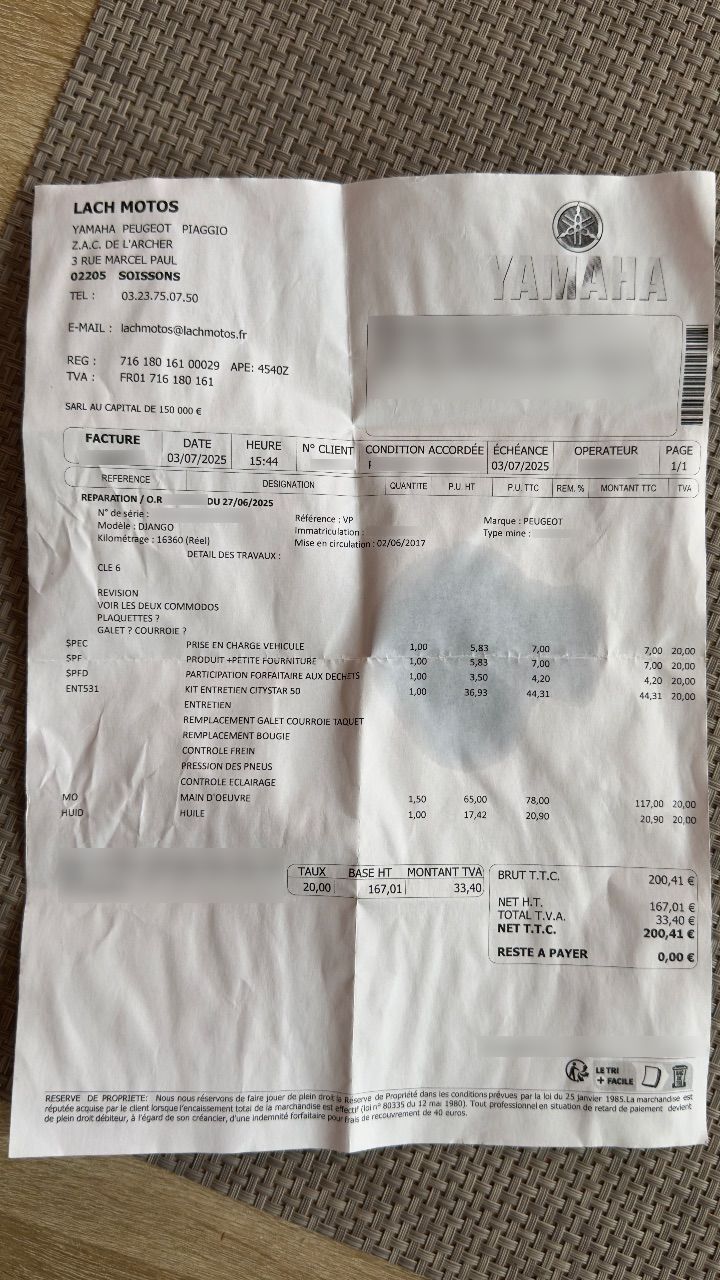 LACH MOTOS
YAMAHA PEUGEOT PIAGGIO
Z.A.C. DE L'ARCHER
3 RUE MARCEL PAUL
02205 SOISSONS
TEL : 03.23.75.07.50
E-MAIL : lachmotos@lachmotos.fr
REG : 716 180 161 00029 APE: 4540Z
TVA : FR01 716 180 161
SARL AU CAPITAL DE 150 000 €
YAMAHA
FACTURE DATE HEURE N° CLIENT CONDITION ACCORDÉE ÉCHÉANCE OPERATEUR PAGE
03/07/2025 15:44 03/07/2025 1/1
REFERENCE DESIGNATION QUANTITE P.U. HT P.U. TTC REM. % MONTANT TTC TVA
REPARATION / O.R DU 27/06/2025
N° de série : Référence : VP Marque : PEUGEOT
Modèle : DJANGO Immatriculation : Type mine :
Kilométrage : 16360 (Réel) Mise en circulation : 02/06/2017
DETAIL DES TRAVAUX :
CLE 6
REVISION
VOIR LES DEUX COMMODOS
PLAQUETTES ?
GALET ? COURROIE ?
$PEC PRISE EN CHARGE VEHICULE 1,00 5,83 7,00 7,00 20,00
$PF PRODUIT +PETITE FOURNITURE 1,00 5,83 7,00 7,00 20,00
$PFD PARTICIPATION FORFAITAIRE AUX DECHETS 1,00 3,50 4,20 4,20 20,00
ENT531 KIT ENTRETIEN CITYSTAR 50 1,00 36,93 44,31 44,31 20,00
ENTRETIEN
REMPLACEMENT GALET COURROIE TAQUET
REMPLACEMENT BOUGIE
CONTROLE FREIN
PRESSION DES PNEUS
CONTROLE ECLAIRAGE
MO MAIN D'OEUVRE 1,50 65,00 78,00 117,00 20,00
HUID HUILE 1,00 17,42 20,90 20,90 20,00
TAUX BASE HT MONTANT TVA
20,00 167,01 33,40
BRUT T.T.C. 200,41 €
NET H.T. 167,01 €
TOTAL T.V.A. 33,40 €
NET T.T.C. 200,41 €
RESTE A PAYER 0,00 €
LE TRI
+ FACILE
RESERVE DE PROPRIETE: Nous nous réservons de faire jouer de plein droit la Réserve de Propriété dans les conditions prévues par la loi du 25 janvier 1985.La marchandise est
réputée acquise par le client lorsque l'encaissement total de la marchandise est effectif (loi n° 80335 du 12 mai 1980). Tout professionnel en situation de retard de paiement devient
de plein droit débiteur, à l'égard de son créancier, d'une indemnité forfaitaire pour frais de recouvrement de 40 euros.